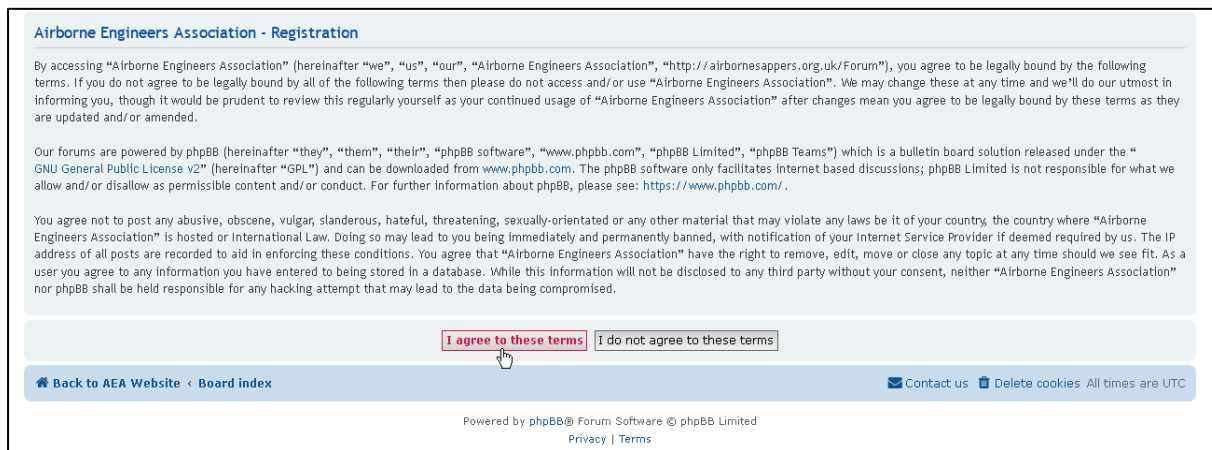 Airborne Engineers Association - Registration
By accessing “Airborne Engineers Association” (hereinafter “we”, “us”, “our”, “Airborne Engineers Association”, “http://airbornesappers.org.uk/Forum”), you agree to be legally bound by the following
terms. If you do not agree to be legally bound by all of the following terms then please do not access and/or use “Airborne Engineers Association”. We may change these at any time and we’ll do our utmost in
informing you, though it would be prudent to review this regularly yourself as your continued usage of “Airborne Engineers Association” after changes mean you agree to be legally bound by these terms as they
are updated and/or amended.
Our forums are powered by phpBB (hereinafter “they”, “them”, “their”, “phpBB software”, “www.phpbb.com”, “phpBB Limited”, “phpBB Teams”) which is a bulletin board solution released under the “
GNU General Public License v2” (hereinafter “GPL”) and can be downloaded from www.phpbb.com. The phpBB software only facilitates internet based discussions; phpBB Limited is not responsible for what we
allow and/or disallow as permissible content and/or conduct. For further information about phpBB, please see: https://www.phpbb.com/.
You agree not to post any abusive, obscene, vulgar, slanderous, hateful, threatening, sexually-orientated or any other material that may violate any laws be it of your country, the country where “Airborne
Engineers Association” is hosted or International Law. Doing so may lead to you being immediately and permanently banned, with notification of your Internet Service Provider if deemed required by us. The IP
address of all posts are recorded to aid in enforcing these conditions. You agree that “Airborne Engineers Association” have the right to remove, edit, move or close any topic at any time should we see fit. As a
user you agree to any information you have entered to being stored in a database. While this information will not be disclosed to any third party without your consent, neither “Airborne Engineers Association”
nor phpBB shall be held responsible for any hacking attempt that may lead to the data being compromised.
I agree to these terms I do not agree to these terms
Back to AEA Website ‹ Board index Contact us Delete cookies All times are UTC
Powered by phpBB® Forum Software © phpBB Limited
Privacy | Terms